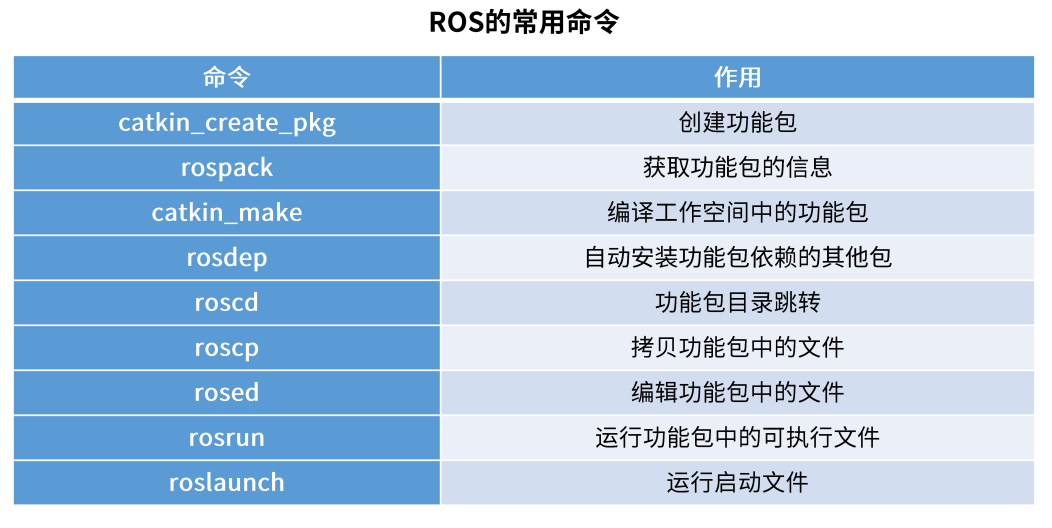 ROS的常用命令
命令 作用
catkin_create_pkg 创建功能包
rospack 获取功能包的信息
catkin_make 编译工作空间中的功能包
rosdep 自动安装功能包依赖的其他包
roscd 功能包目录跳转
roscp 拷贝功能包中的文件
rosed 编辑功能包中的文件
rosrun 运行功能包中的可执行文件
roslaunch 运行启动文件